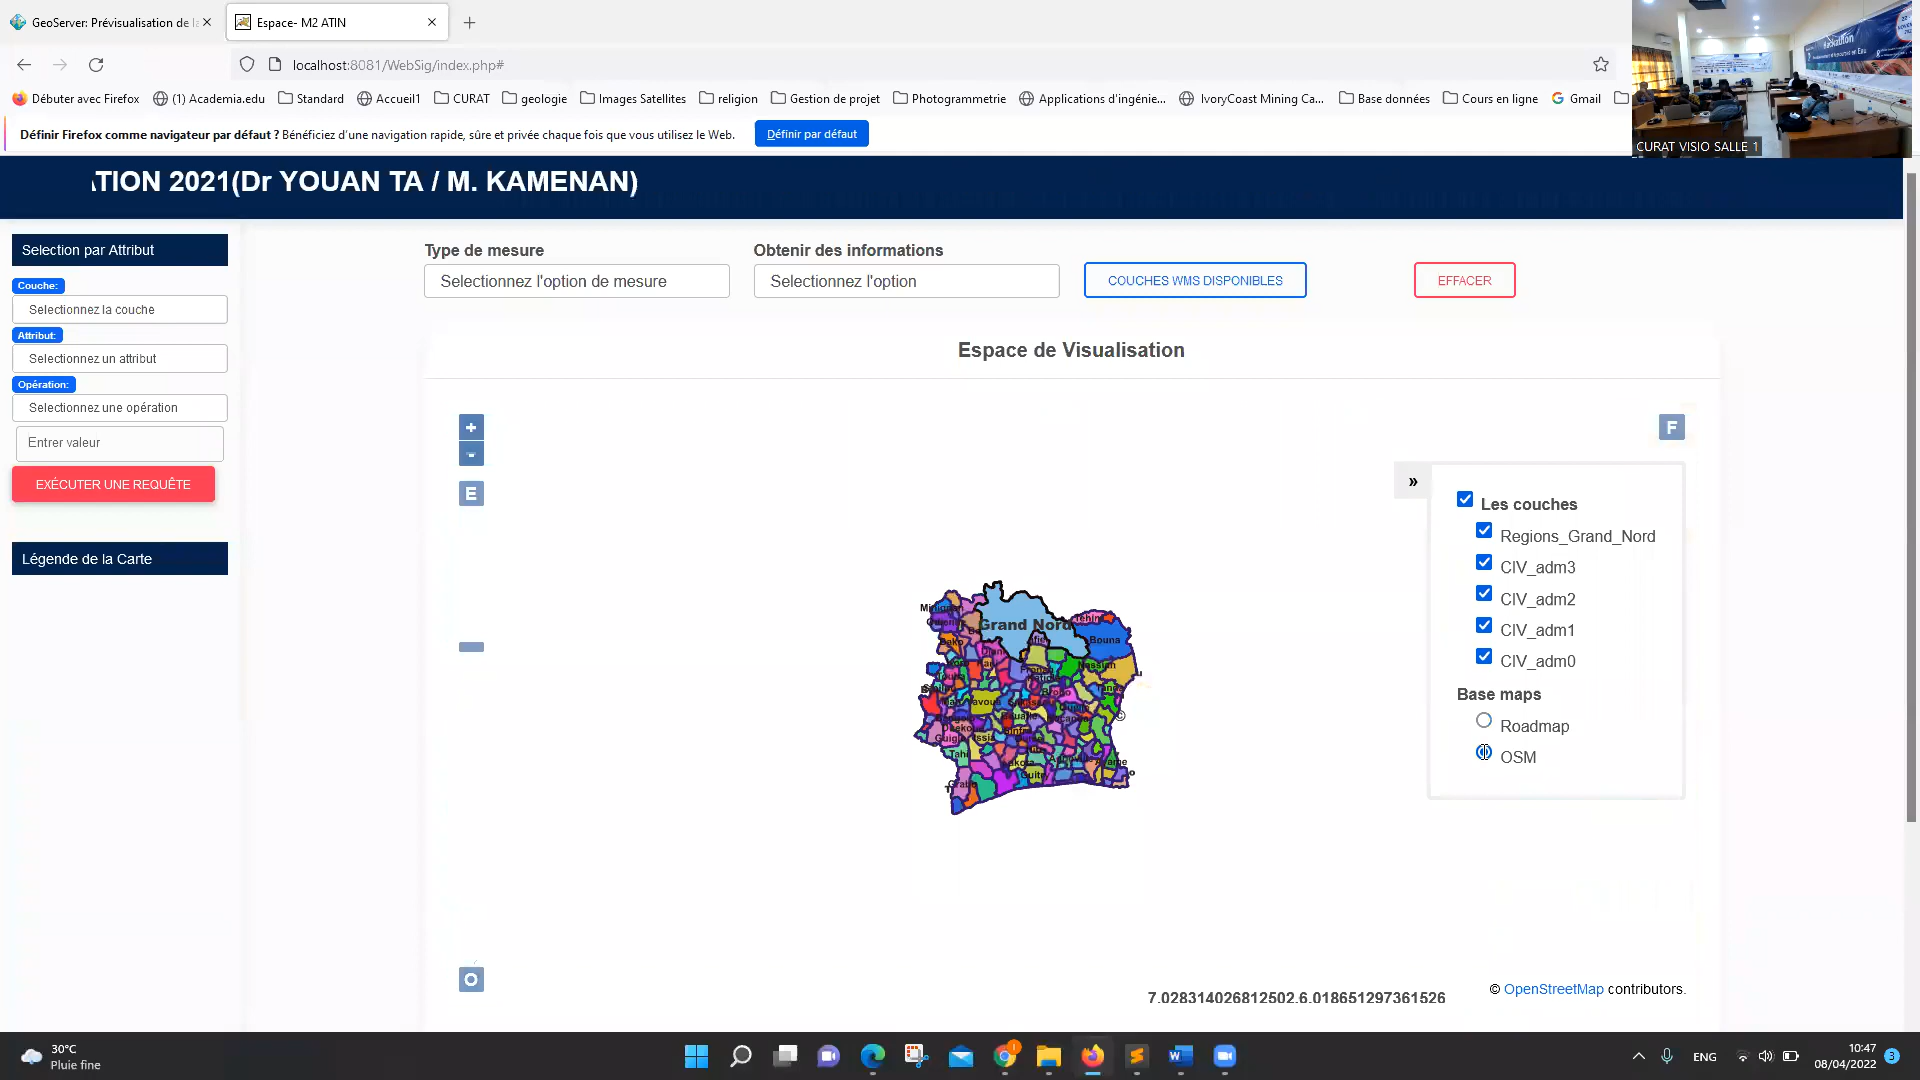 GeoServer: Prévisualisation de la
Espace- M2 ATIN
localhost:8081/WebSig/index.php#
Débuter avec Firefox
(1) Academia.edu
Standard
Accueil1
CURAT
geologie
Images Satellites
religion
Gestion de projet
Photogrammetrie
Applications d'ingénie...
IvoryCoast Mining Ca...
Base données
Cours en ligne
Gmail
Définir Firefox comme navigateur par défaut ? Bénéficiez d'une navigation rapide, sûre et privée chaque fois que vous utilisez le Web.
Définir par défaut
Hackathon
CURAT VISIO SALLE 1
ATION 2021(Dr YOUAN TA / M. KAMENAN)
Selection par Attribut
Couche:
Selectionnez la couche
Attribut:
Selectionnez un attribut
Opération:
Selectionnez une opération
Entrer valeur
EXÉCUTER UNE REQUÊTE
Légende de la Carte
Type de mesure
Selectionnez l'option de mesure
Obtenir des informations
Selectionnez l'option
COUCHES WMS DISPONIBLES
EFFACER
Espace de Visualisation
+
-
E
F
O
»
Les couches
Regions_Grand_Nord
CIV_adm3
CIV_adm2
CIV_adm1
CIV_adm0
Base maps
Roadmap
OSM
Grand Nord
Bouna
Nassian
Guitry
7.028314026812502,6.018651297361526
© OpenStreetMap contributors.
30°C
Pluie fine
ENG
10:47
08/04/2022
3